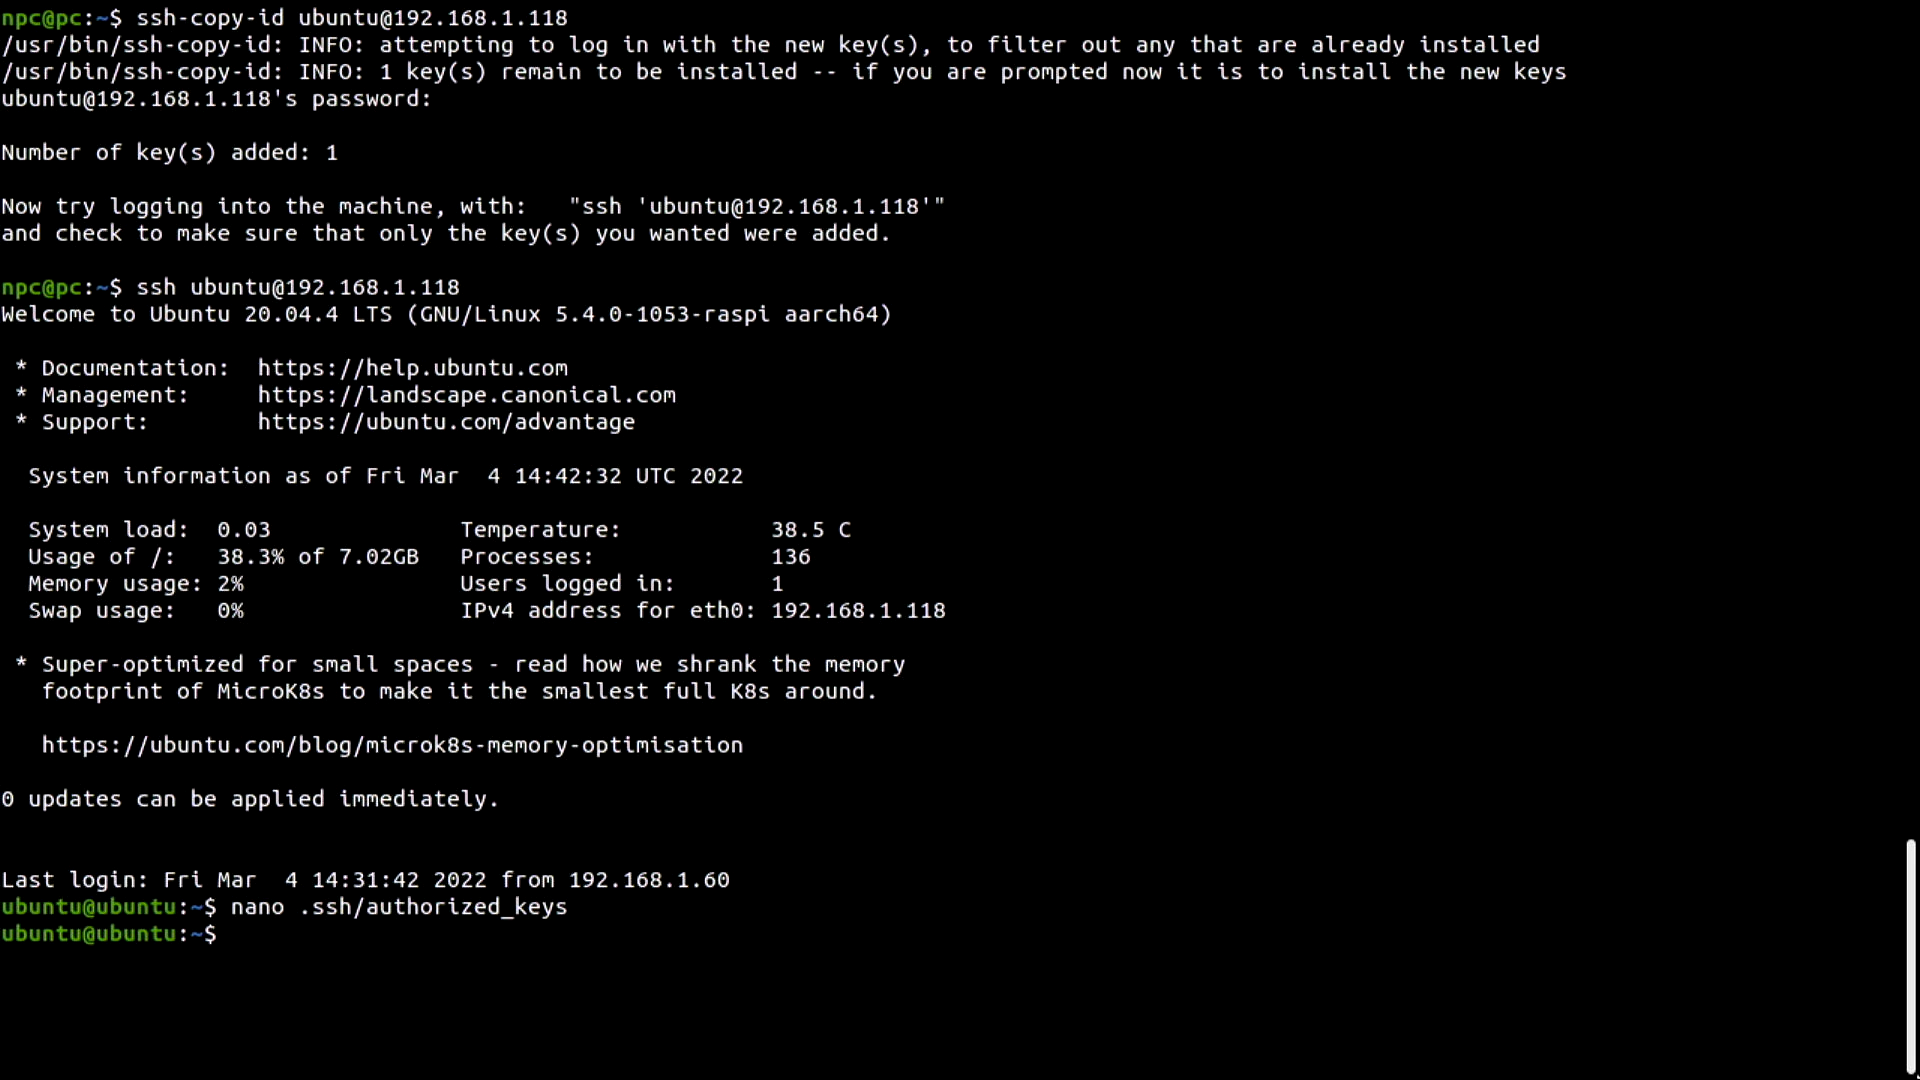 npc@pc:~$ ssh-copy-id ubuntu@192.168.1.118
/usr/bin/ssh-copy-id: INFO: attempting to log in with the new key(s), to filter out any that are already installed
/usr/bin/ssh-copy-id: INFO: 1 key(s) remain to be installed -- if you are prompted now it is to install the new keys
ubuntu@192.168.1.118's password:
Number of key(s) added: 1
Now try logging into the machine, with:   "ssh 'ubuntu@192.168.1.118'"
and check to make sure that only the key(s) you wanted were added.
npc@pc:~$ ssh ubuntu@192.168.1.118
Welcome to Ubuntu 20.04.4 LTS (GNU/Linux 5.4.0-1053-raspi aarch64)
 * Documentation:  https://help.ubuntu.com
 * Management:     https://landscape.canonical.com
 * Support:        https://ubuntu.com/advantage
  System information as of Fri Mar  4 14:42:32 UTC 2022
  System load:  0.03              Temperature:           38.5 C
  Usage of /:   38.3% of 7.02GB   Processes:             136
  Memory usage: 2%                Users logged in:       1
  Swap usage:   0%                IPv4 address for eth0: 192.168.1.118
 * Super-optimized for small spaces - read how we shrank the memory
   footprint of MicroK8s to make it the smallest full K8s around.
   https://ubuntu.com/blog/microk8s-memory-optimisation
0 updates can be applied immediately.
Last login: Fri Mar  4 14:31:42 2022 from 192.168.1.60
ubuntu@ubuntu:~$ nano .ssh/authorized_keys
ubuntu@ubuntu:~$